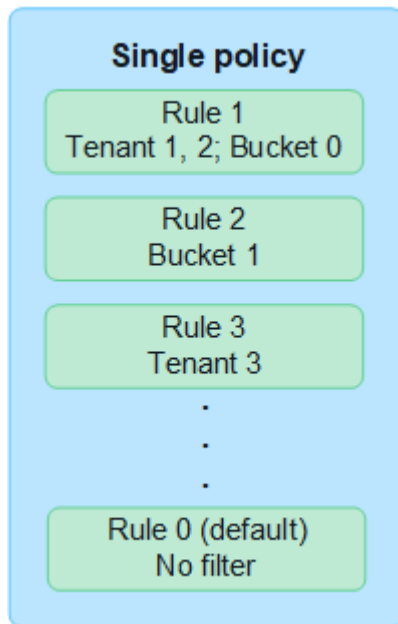 Single policy
Rule 1
Tenant 1, 2; Bucket 0
Rule 2
Bucket 1
Rule 3
Tenant 3
.
.
.
Rule 0 (default)
No filter